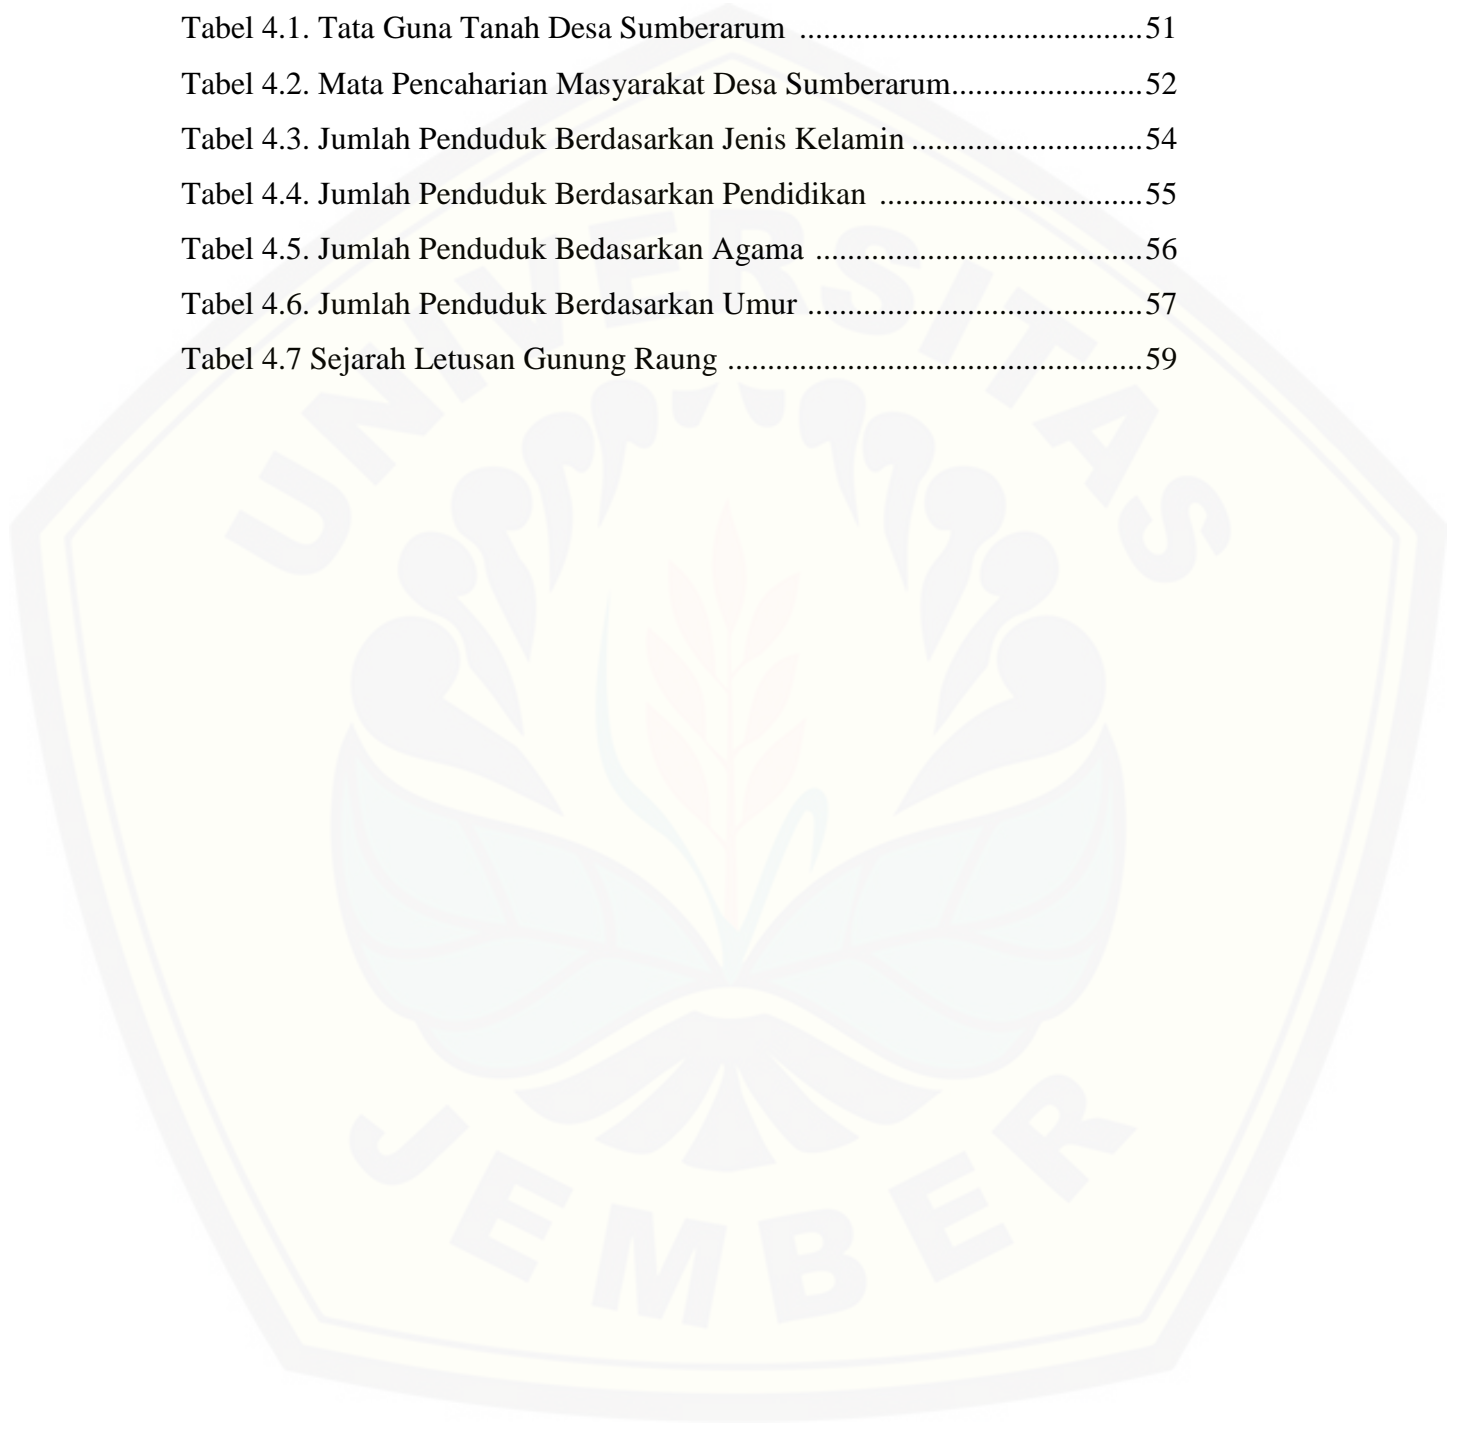 Tabel 4.1. Tata Guna Tanah Desa Sumberarum ...........................................51
Tabel 4.2. Mata Pencaharian Masyarakat Desa Sumberarum........................52
Tabel 4.3. Jumlah Penduduk Berdasarkan Jenis Kelamin .............................54
Tabel 4.4. Jumlah Penduduk Berdasarkan Pendidikan .................................55
Tabel 4.5. Jumlah Penduduk Bedasarkan Agama .........................................56
Tabel 4.6. Jumlah Penduduk Berdasarkan Umur ..........................................57
Tabel 4.7 Sejarah Letusan Gunung Raung ....................................................59
UNIVERSITAS
JEMBER